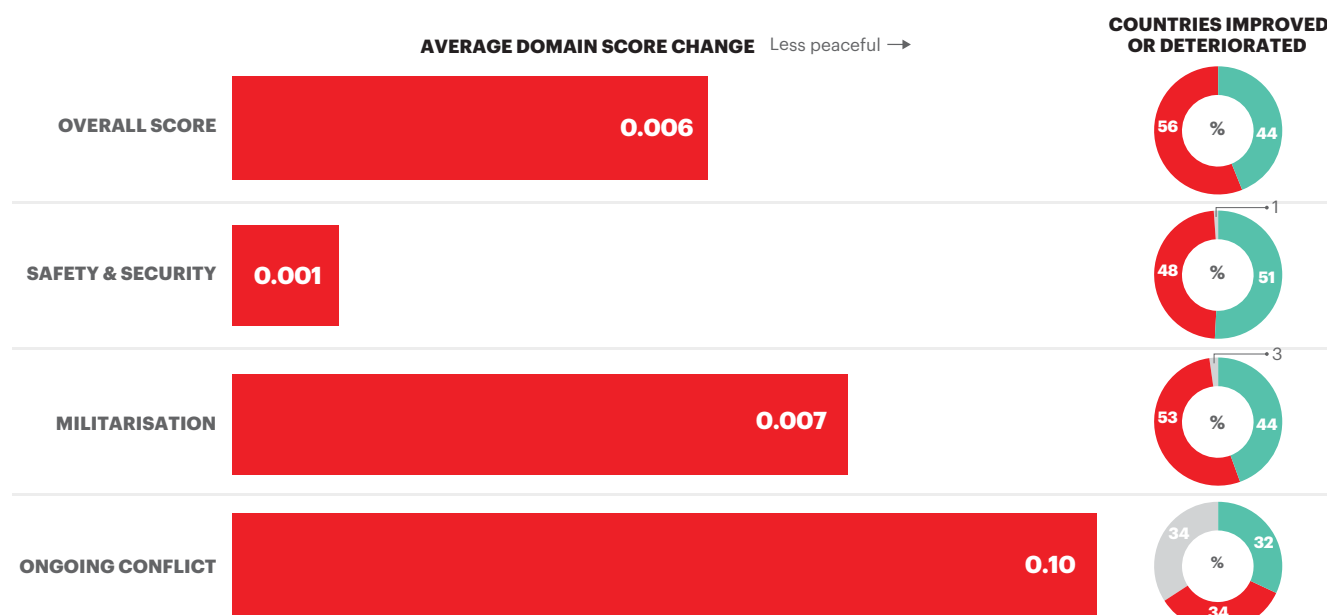 AVERAGE DOMAIN SCORE CHANGE Less peaceful →
COUNTRIES IMPROVED
OR DETERIORATED
OVERALL SCORE
0.006
56 % 44
1
SAFETY & SECURITY
0.001
48 % 51
3
MILITARISATION
0.007
53 % 44
ONGOING CONFLICT
0.10
34 % 32
34